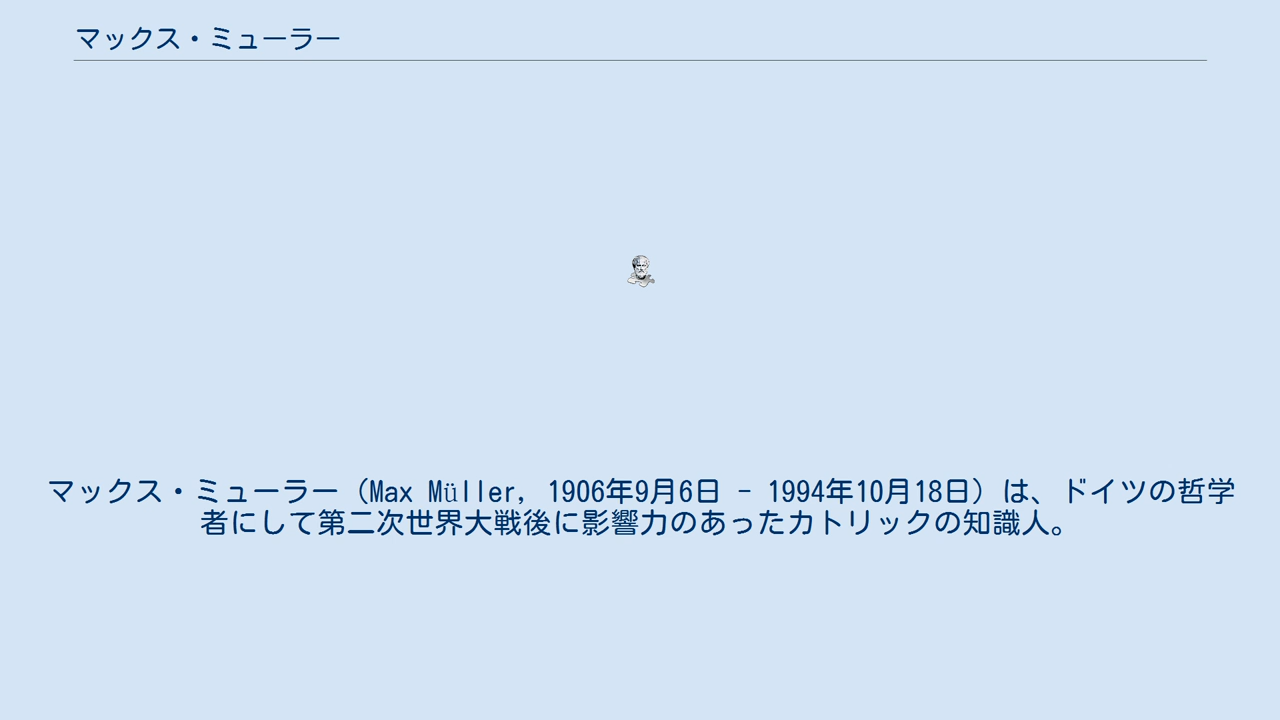 マックス・ミューラー
マックス・ミューラー（Max Müller, 1906年9月6日 - 1994年10月18日）は、ドイツの哲学
者にして第二次世界大戦後に影響力のあったカトリックの知識人。